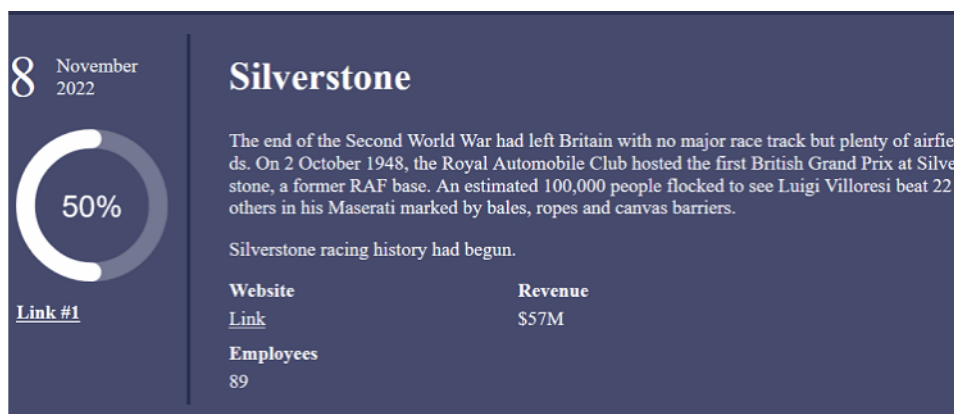 8 November
2022
50%
Link #1
Silverstone
The end of the Second World War had left Britain with no major race track but plenty of airfie
ds. On 2 October 1948, the Royal Automobile Club hosted the first British Grand Prix at Silve
stone, a former RAF base. An estimated 100,000 people flocked to see Luigi Villoresi beat 22
others in his Maserati marked by bales, ropes and canvas barriers.
Silverstone racing history had begun.
Website
Link
Revenue
$57M
Employees
89